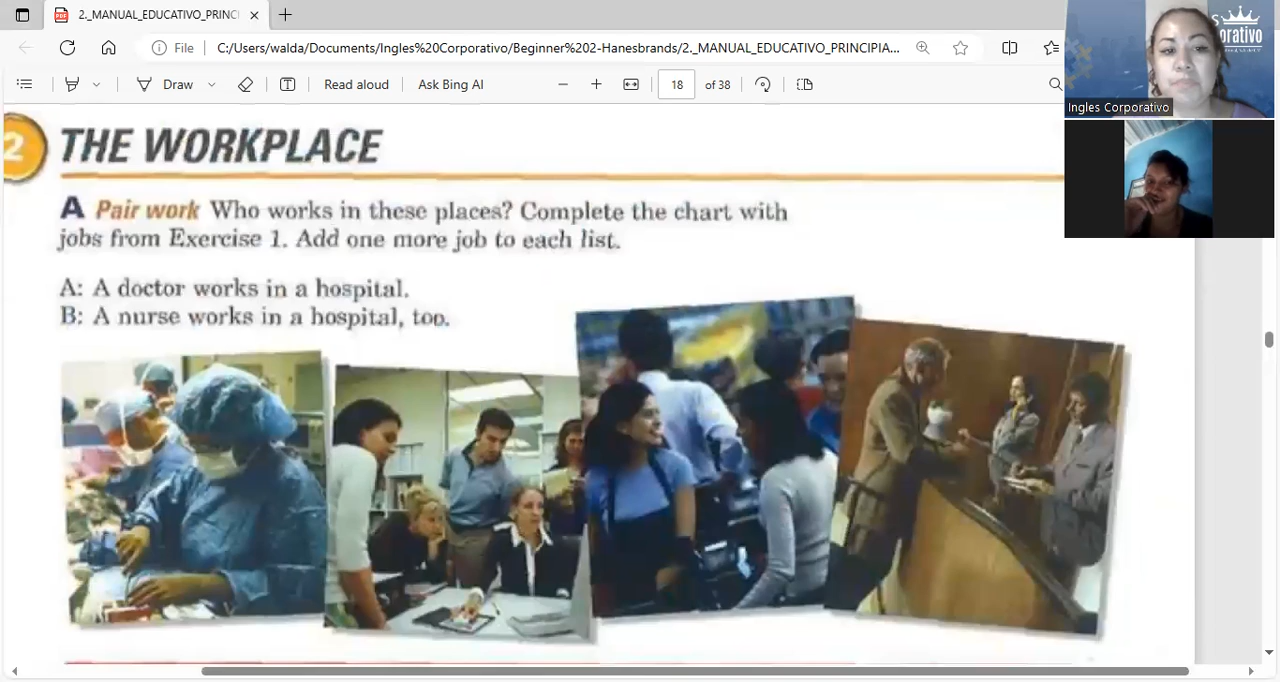 2._MANUAL_EDUCATIVO_PRINCI
File C:/Users/walda/Documents/Ingles%20Corporativo/Beginner%202-Hanesbrands/2._MANUAL_EDUCATIVO_PRINCIPIA...
Draw Read aloud Ask Bing AI 18 of 38
orativo
Ingles Corporativo
2 THE WORKPLACE
A Pair work Who works in these places? Complete the chart with
jobs from Exercise 1. Add one more job to each list.
A: A doctor works in a hospital.
B: A nurse works in a hospital, too.